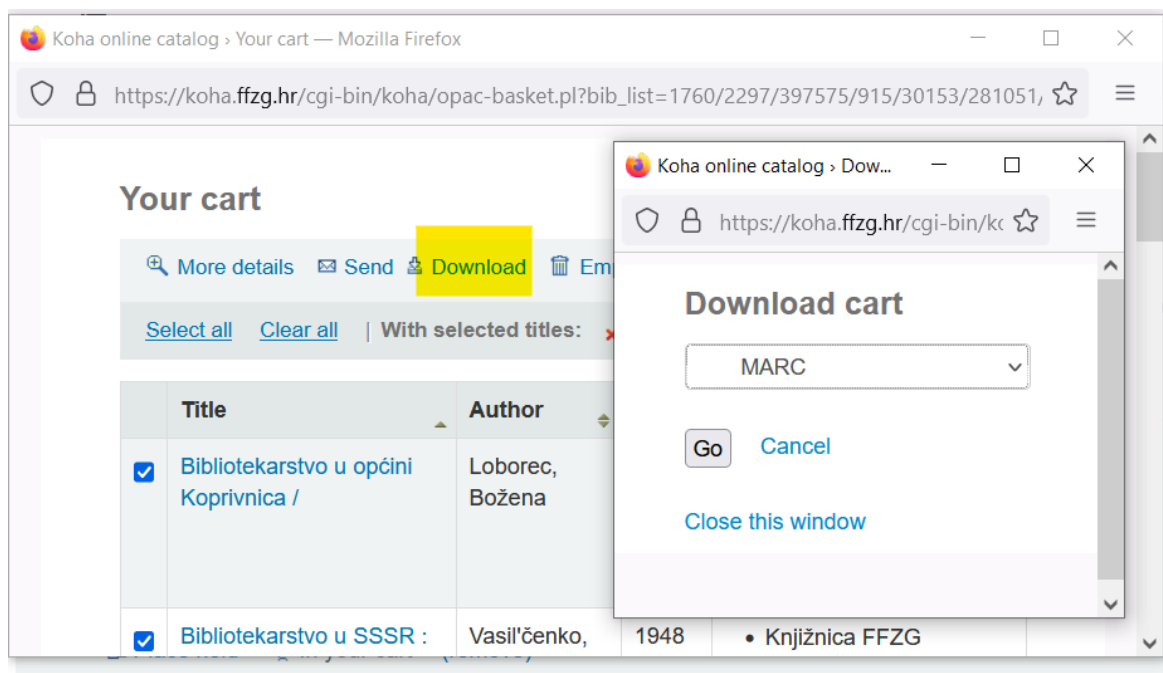 Koha online catalog › Your cart — Mozilla Firefox
https://koha.ffzg.hr/cgi-bin/koha/opac-basket.pl?bib_list=1760/2297/397575/915/30153/281051,
Your cart
More details Send Download
Select all Clear all | With selected titles:
Title Author
Bibliotekarstvo u općini Loborec,
Koprivnica / Božena
Bibliotekarstvo u SSSR : Vasil'čenko, 1948 • Knjižnica FFZG
Koha online catalog › Dow...
https://koha.ffzg.hr/cgi-bin/kc
Download cart
MARC
Go Cancel
Close this window